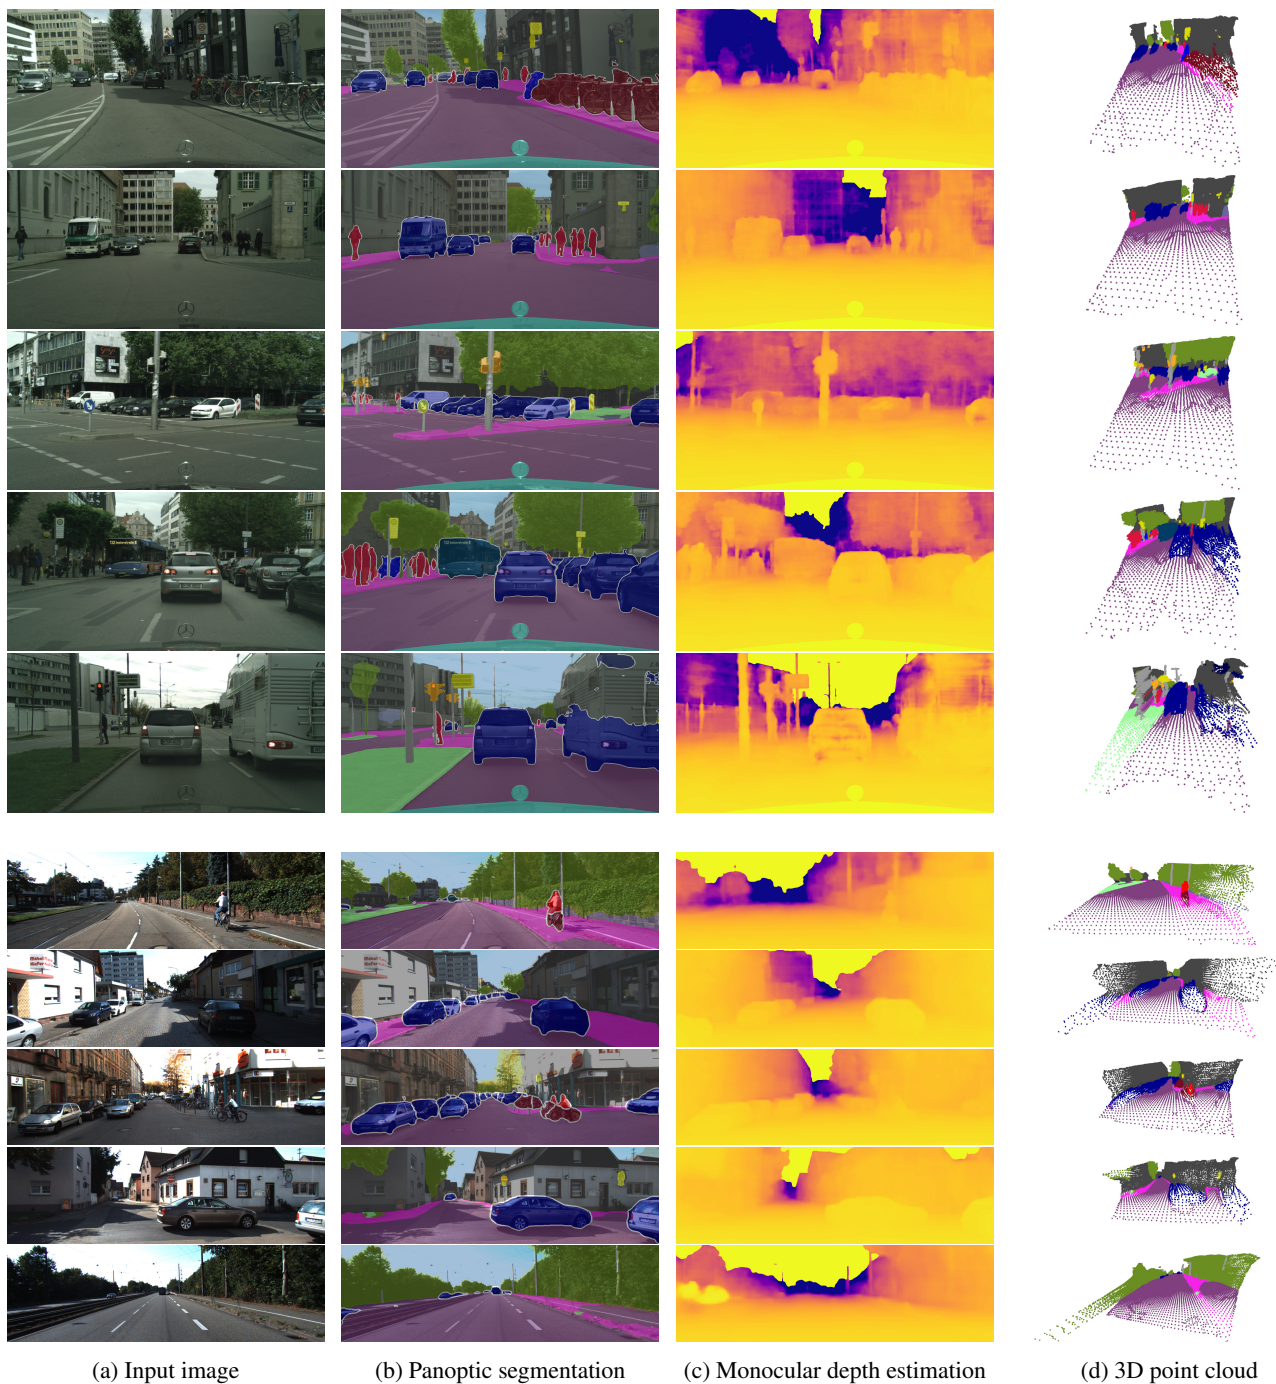 (a) Input image
(b) Panoptic segmentation
(c) Monocular depth estimation
(d) 3D point cloud